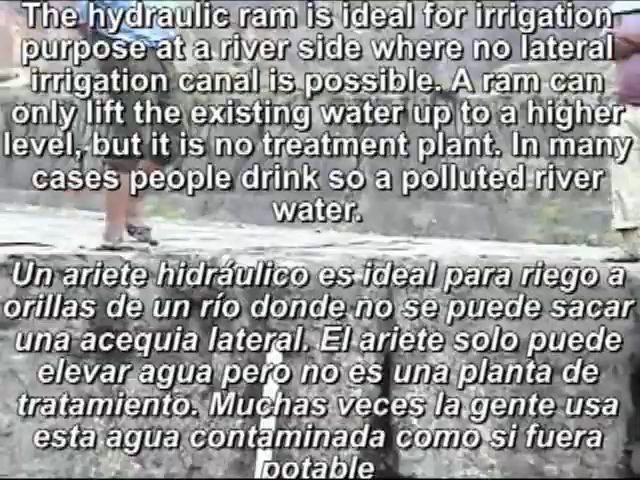 The hydraulic ram is ideal for irrigation
purpose at a river side where no lateral
irrigation canal is possible. A ram can
only lift the existing water up to a higher
level, but it is no treatment plant. In many
cases people drink so a polluted river
water.
Un ariete hidráulico es ideal para riego a
orillas de un río donde no se puede sacar
una acequia lateral. El ariete solo puede
elevar agua pero no es una planta de
tratamiento. Muchas veces la gente usa
esta agua contaminada como si fuera
potable